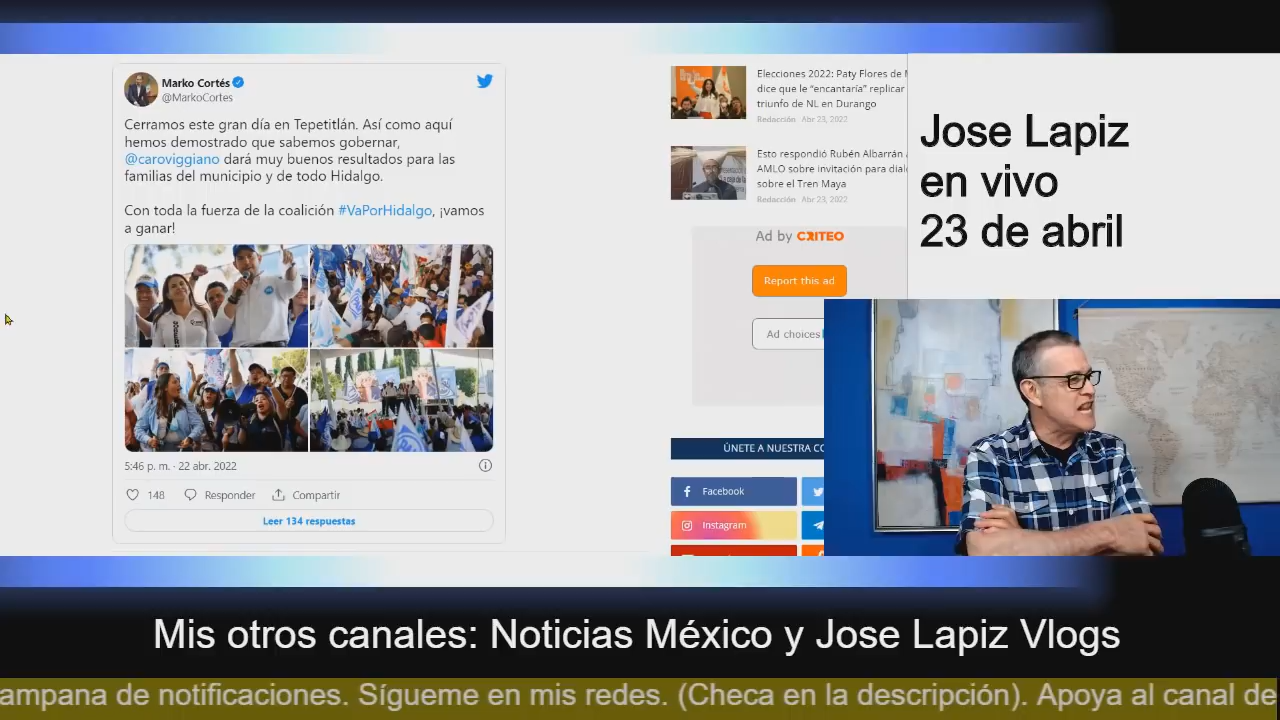 Marko Cortés
@MarkoCortes
Cerramos este gran día en Tepetitlán. Así como aquí
hemos demostrado que sabemos gobernar,
@caroviggiano dará muy buenos resultados para las
familias del municipio y de todo Hidalgo.
Con toda la fuerza de la coalición #VaPorHidalgo, ¡vamos
a ganar!
5:46 p. m. · 22 abr. 2022
148 Responder Compartir
Leer 134 respuestas
Elecciones 2022: Paty Flores de
dice que le “encantaría” replicar
triunfo de NL en Durango
Redacción Abr 23, 2022
Esto respondió Rubén Albarrán
AMLO sobre invitación para
sobre el Tren Maya
Redacción Abr 23, 2022
Ad by CRITEO
Report this ad
Ad choices
ÚNETE A NUESTRA
Facebook
Instagram
Jose Lapiz
en vivo
23 de abril
Mis otros canales: Noticias México y Jose Lapiz Vlogs
ampana de notificaciones. Sígueme en mis redes. (Checa en la descripción). Apoya al canal de